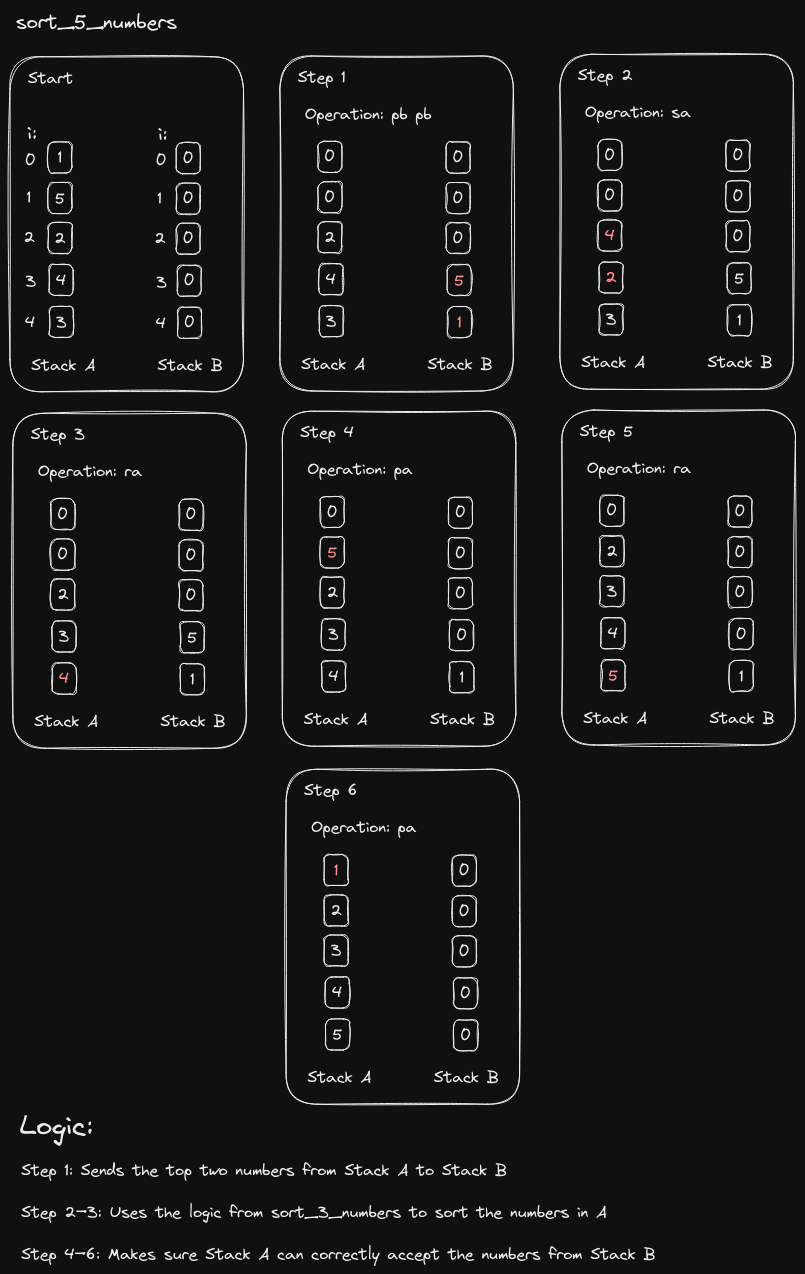 sort_5_numbers
Start
i: i:
0 1 0 0
1 5 1 0
2 2 2 0
3 4 3 0
4 3 4 0
Stack A Stack B
Step 1
Operation: pb pb
0 0
0 0
2 0
4 5
3 1
Stack A Stack B
Step 2
Operation: sa
0 0
0 0
4 0
2 5
3 1
Stack A Stack B
Step 3
Operation: ra
0 0
0 0
2 0
3 5
4 1
Stack A Stack B
Step 4
Operation: pa
0 0
5 0
2 0
3 0
4 1
Stack A Stack B
Step 5
Operation: ra
0 0
2 0
3 0
4 0
5 1
Stack A Stack B
Step 6
Operation: pa
1 0
2 0
3 0
4 0
5 0
Stack A Stack B
Logic:
Step 1: Sends the top two numbers from Stack A to Stack B
Step 2-3: Uses the logic from sort_3_numbers to sort the numbers in A
Step 4-6: Makes sure Stack A can correctly accept the numbers from Stack B